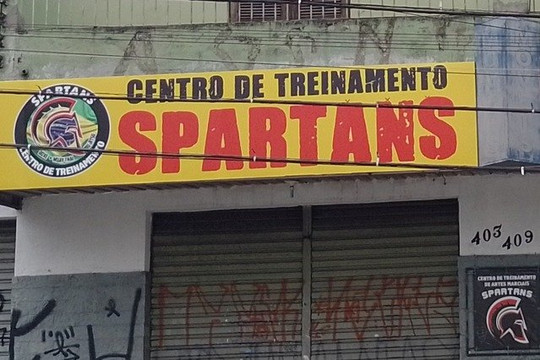 CENTRO DE TREINAMENTO
SPARTANS
SPARTANS
CENTRO DE TREINAMENTO
403 409
CENTRO DE TREINAMENTO
DE ARTES MARCIAIS
SPARTANS